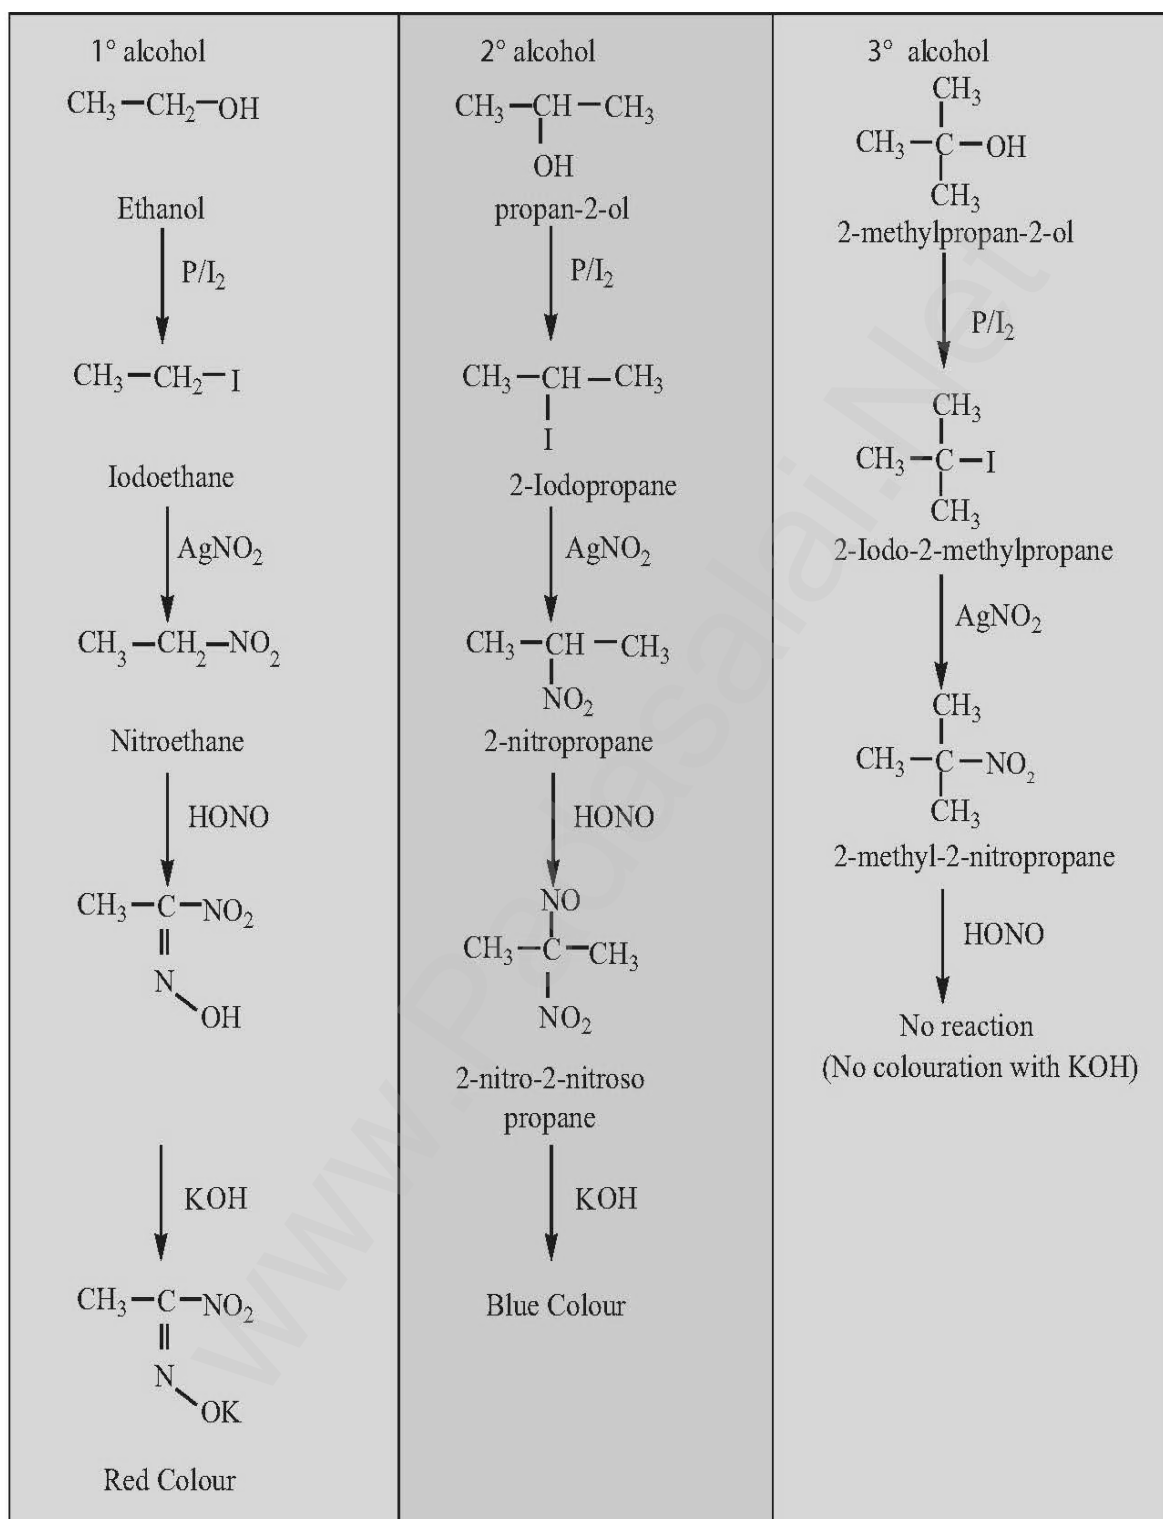 1° alcohol
CH₃—CH₂—OH
Ethanol
P/I₂
CH₃—CH₂—I
Iodoethane
AgNO₂
CH₃—CH₂—NO₂
Nitroethane
HONO
CH₃—C—NO₂
N
OH
KOH
CH₃—C—NO₂
N
OK
Red Colour
2° alcohol
CH₃—CH—CH₃
OH
propan-2-ol
P/I₂
CH₃—CH—CH₃
I
2-Iodopropane
AgNO₂
CH₃—CH—CH₃
NO₂
2-nitropropane
HONO
NO
CH₃—C—CH₃
NO₂
2-nitro-2-nitroso
propane
KOH
Blue Colour
3° alcohol
CH₃
CH₃—C—OH
CH₃
2-methylpropan-2-ol
P/I₂
CH₃
CH₃—C—I
CH₃
2-Iodo-2-methylpropane
AgNO₂
CH₃
CH₃—C—NO₂
CH₃
2-methyl-2-nitropropane
HONO
No reaction
(No colouration with KOH)
www.Padasalai.Net